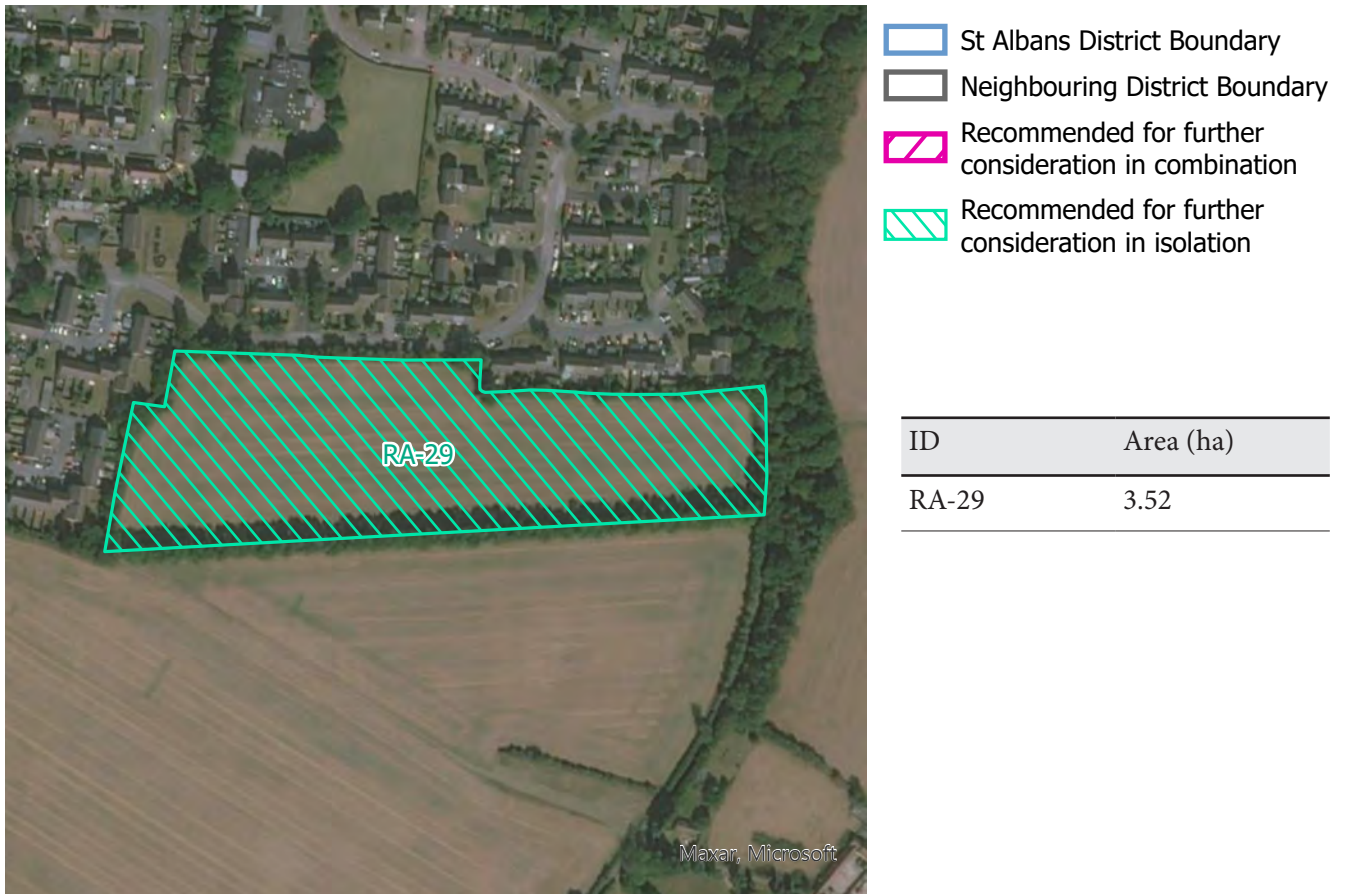 St Albans District Boundary
Neighbouring District Boundary
Recommended for further
consideration in combination
Recommended for further
consideration in isolation
RA-29
ID Area (ha)
RA-29 3.52
Maxar, Microsoft